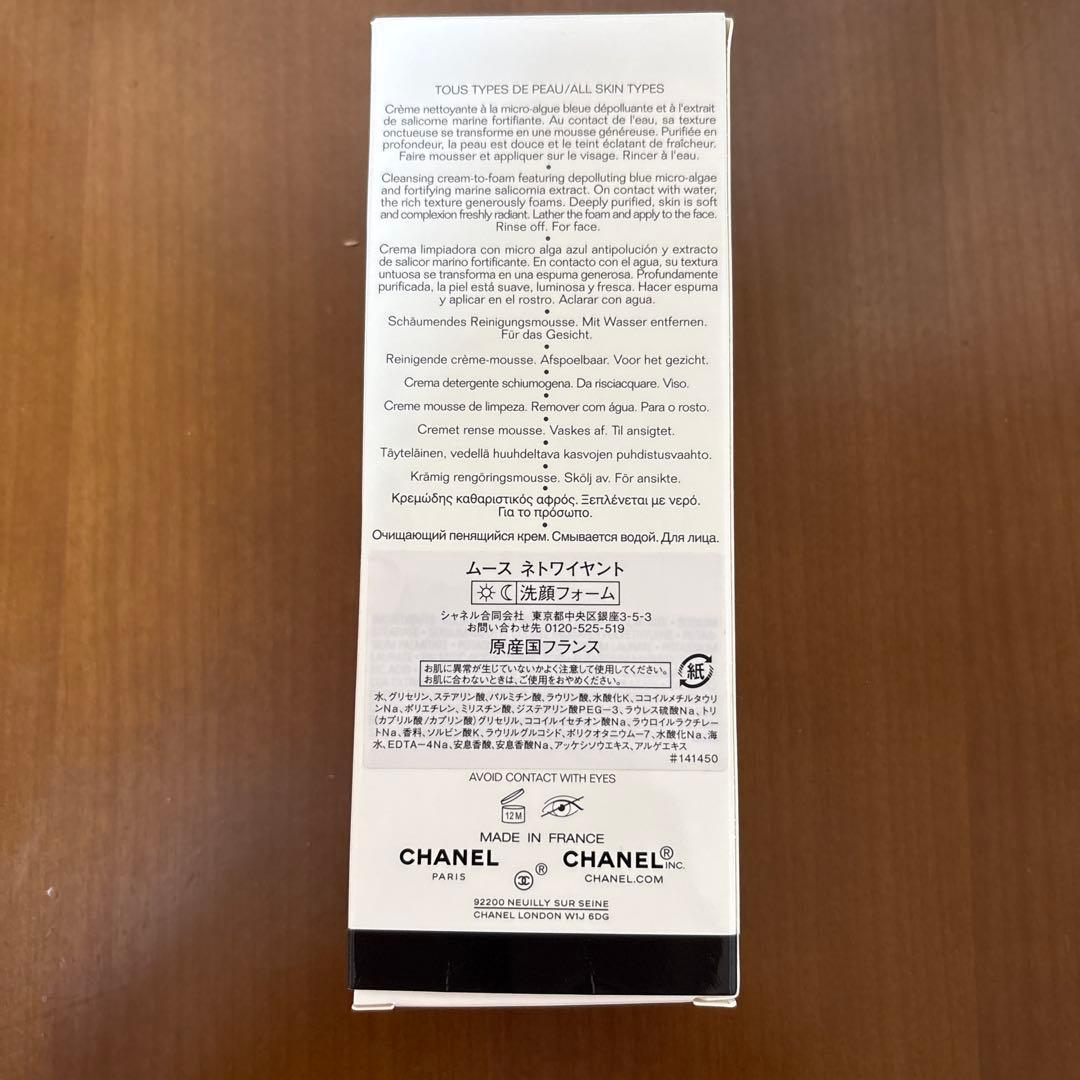 TOUS TYPES DE PEAU/ALL SKIN TYPES
Crème nettoyante à la micro-algue bleue dépolluante et à l'extrait
de salicorne marine fortifiante. Au contact de l'eau, sa texture
onctueuse se transforme en une mousse généreuse. Purifiée en
profondeur, la peau est douce et le teint éclatant de fraîcheur.
Faire mousser et appliquer sur le visage. Rincer à l'eau.
Cleansing cream-to-foam featuring depolluting blue micro-algae
and fortifying marine salicornia extract. On contact with water,
the rich texture generously foams. Deeply purified, skin is soft
and complexion freshly radiant. Lather the foam and apply to the face.
Rinse off. For face.
Crema limpiadora con micro alga azul antipolución y extracto
de salicor marino fortificante. En contacto con el agua, su textura
untuosa se transforma en una espuma generosa. Profundamente
purificada, la piel está suave, luminosa y fresca. Hacer espuma
y aplicar en el rostro. Aclarar con agua.
Schäumendes Reinigungsmousse. Mit Wasser entfernen.
Für das Gesicht.
Reinigende crème-mousse. Afspoelbaar. Voor het gezicht.
Crema detergente schiumogena. Da risciacquare. Viso.
Creme mousse de limpeza. Remover com água. Para o rosto.
Cremet rense mousse. Vaskes af. Til ansigtet.
Täyteläinen, vedellä huuhdeltava kasvojen puhdistusvaahto.
Krämig rengöringsmousse. Skölj av. För ansikte.
Κρεμώδης καθαριστικός αφρός. Ξεπλένεται με νερό.
Για το πρόσωπο.
Очищающий пенящийся крем. Смывается водой. Для лица.
ムース ネトワイヤント
洗顔フォーム
シャネル合同会社 東京都中央区銀座3-5-3
お問い合わせ先 0120-525-519
原産国フランス
お肌に異常が生じていないかよく注意して使用してください。
お肌に合わないときは、ご使用をおやめください。
紙
水、グリセリン、ステアリン酸、パルミチン酸、ラウリン酸、水酸化K、ココイルメチルタウリ
ンNa、ポリエチレン、ミリスチン酸、ジステアリン酸PEG-3、ラウレス硫酸Na、トリ
(カプリル酸/カプリン酸)グリセリル、ココイルイセチオン酸Na、ラウロイルラクチレー
トNa、香料、ソルビン酸K、ラウリルグルコシド、ポリクオタニウム-7、水酸化Na、海
水、EDTA-4Na、安息香酸、安息香酸Na、アッケシソウエキス、アルゲエキス
#141450
AVOID CONTACT WITH EYES
12M
MADE IN FRANCE
CHANEL
PARIS
®
CHANEL® INC.
CHANEL.COM
92200 NEUILLY SUR SEINE
CHANEL LONDON W1J 6DG